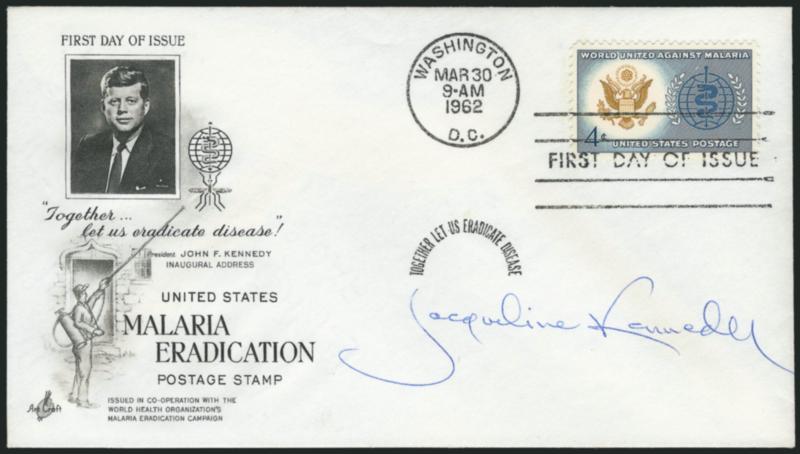 FIRST DAY OF ISSUE
"Together...
let us eradicate disease!"
President JOHN F. KENNEDY
INAUGURAL ADDRESS
UNITED STATES
MALARIA
ERADICATION
POSTAGE STAMP
ISSUED IN CO-OPERATION WITH THE
WORLD HEALTH ORGANIZATION'S
MALARIA ERADICATION CAMPAIGN
Art Craft
WASHINGTON
MAR 30
9-AM
1962
D.C.
WORLD UNITED AGAINST MALARIA
4¢
UNITED STATES POSTAGE
FIRST DAY OF ISSUE
TOGETHER LET US ERADICATE DISEASE
Jacqueline Kennedy